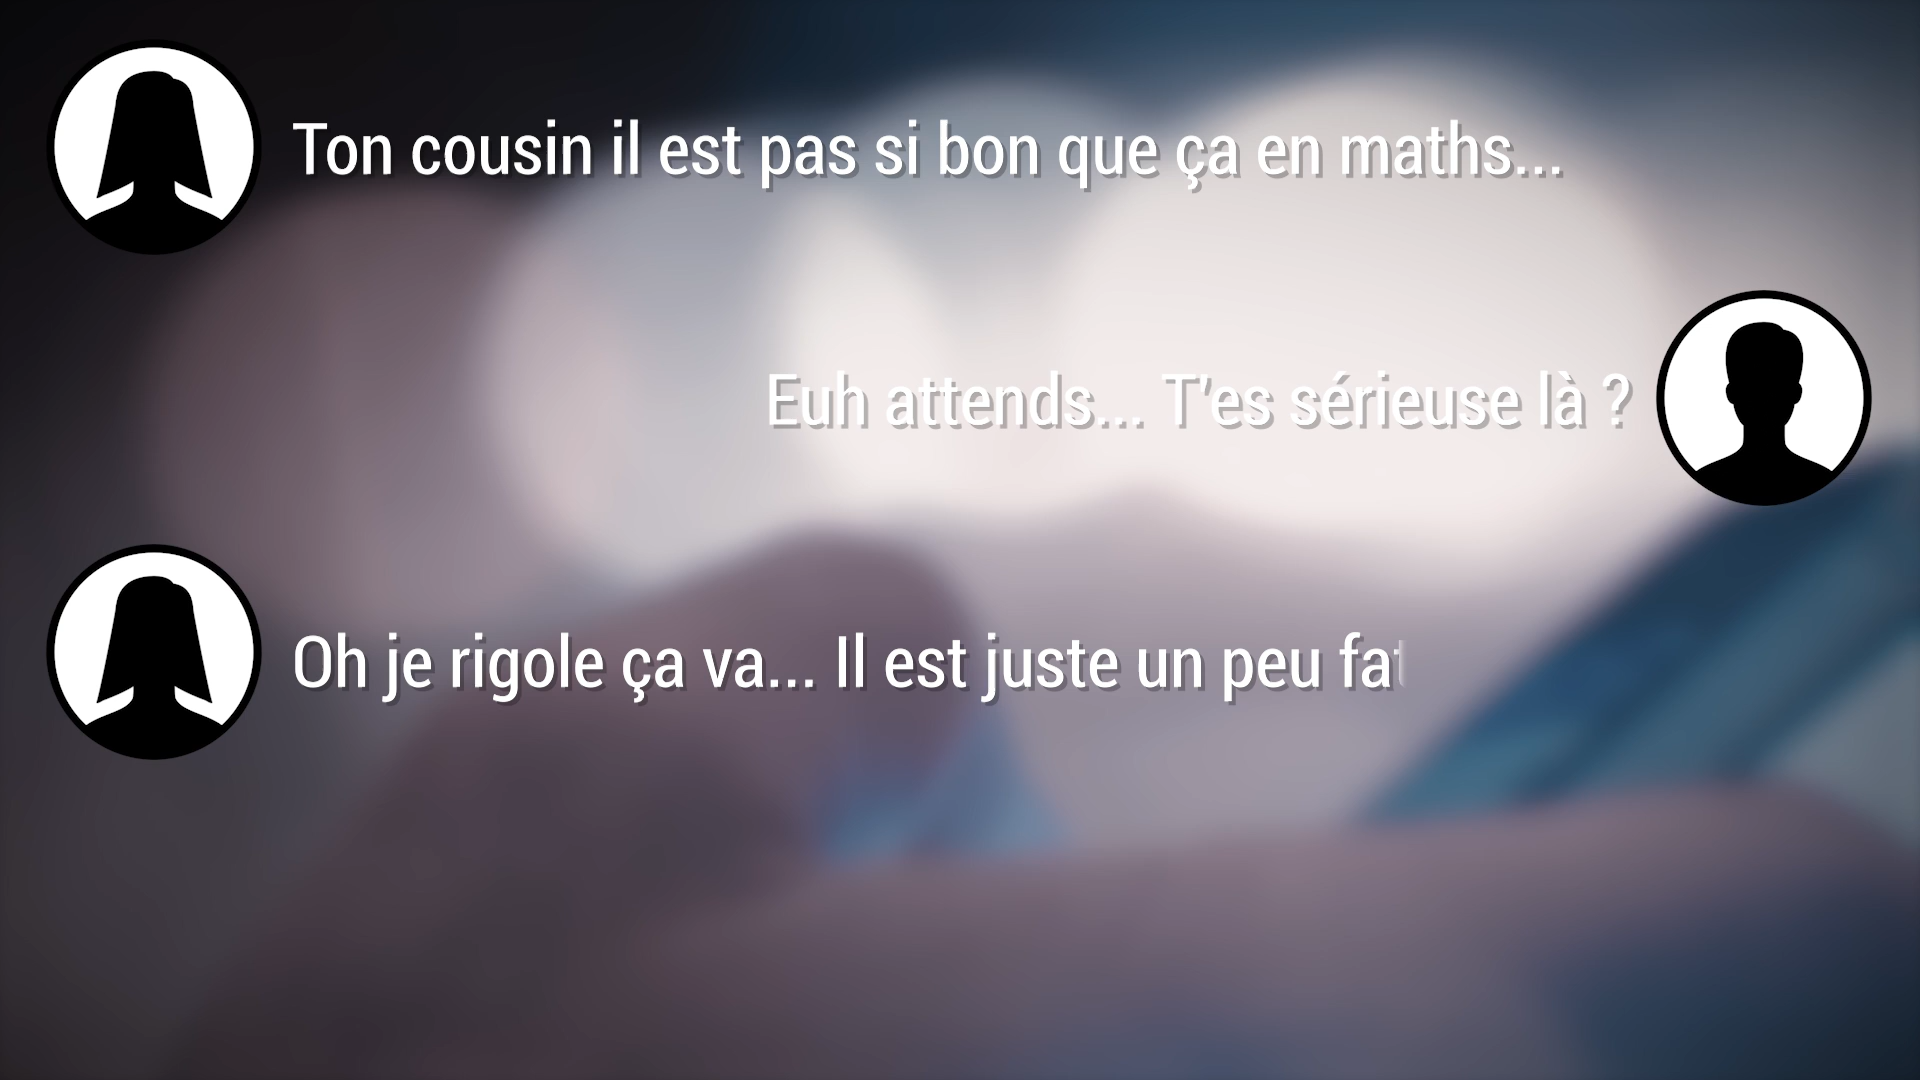 Ton cousin il est pas si bon que ça en maths...
Euh attends... T'es sérieuse là ?
Oh je rigole ça va... Il est juste un peu